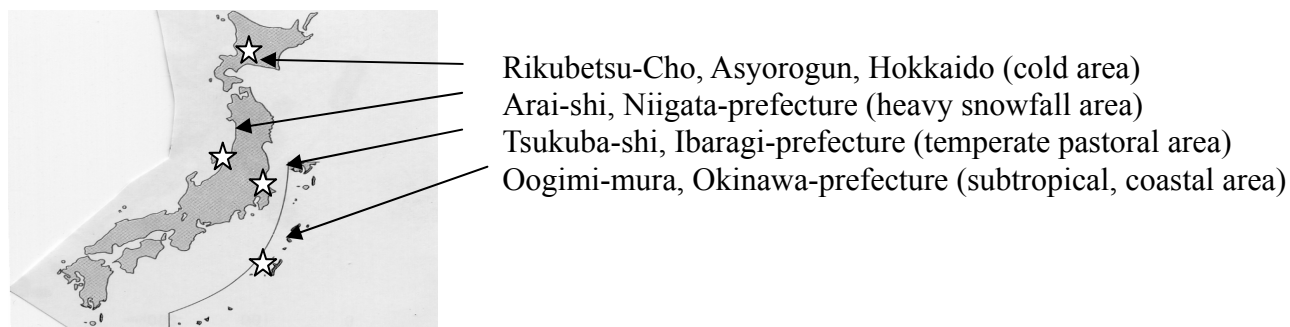 Rikubetsu-Cho, Asyorogun, Hokkaido (cold area)
Arai-shi, Niigata-prefecture (heavy snowfall area)
Tsukuba-shi, Ibaragi-prefecture (temperate pastoral area)
Oogimi-mura, Okinawa-prefecture (subtropical, coastal area)